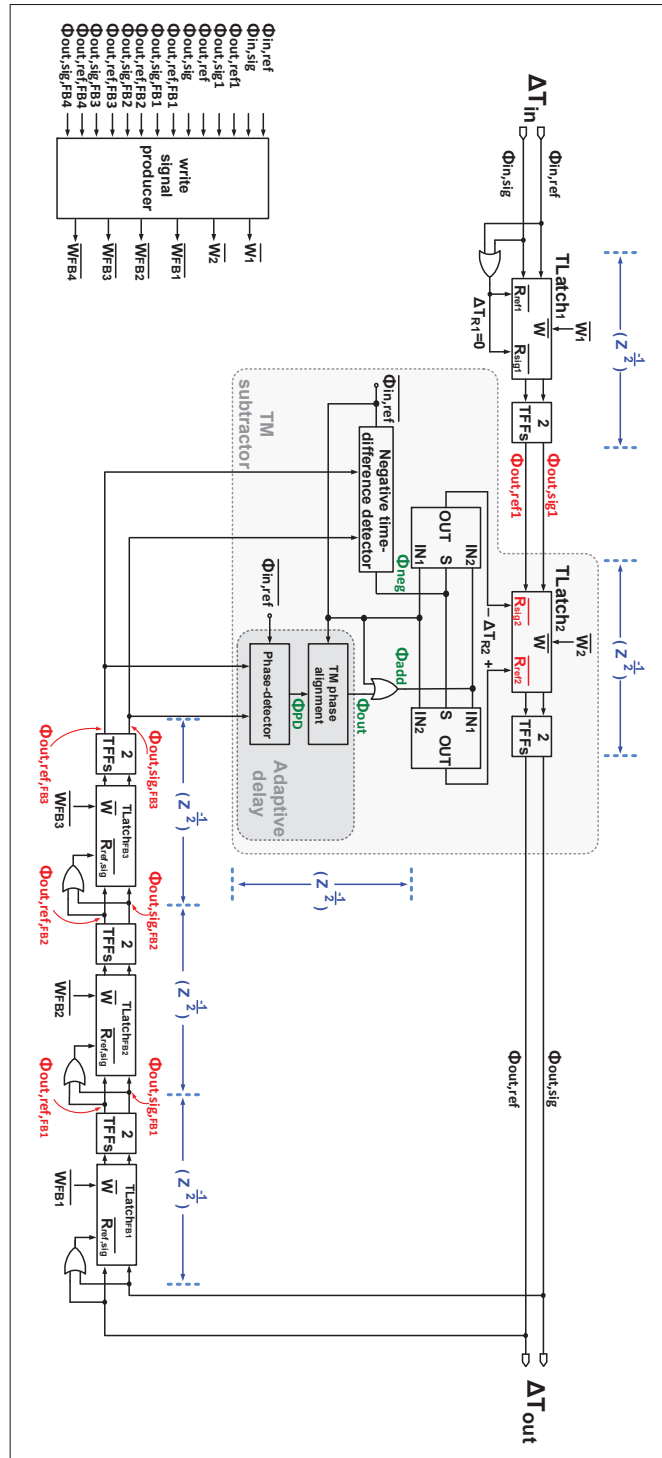 ΔTin
Φin,ref
Φin,sig
TLatch1
W1
W
Rref1
Rsig1
ΔTR1=0
(Z^-1/2)
2
TFFs
Φout,sig1
Φout,ref1
(Z^-1/2)
TLatch2
W2
W
Rsig2
Rref2
- ΔTR2 +
2
TFFs
Φout,sig
Φout,ref
ΔTout
IN2
S
IN1
OUT
IN1
S
IN2
OUT
Φneg
Φadd
Φin,ref
Negative time-
difference detector
TM
subtractor
Φin,ref
Phase-detector
ΦPD
TM phase
alignment
Φout
Adaptive
delay
(Z^-1/2)
(Z^-1/2)
(Z^-1/2)
(Z^-1/2)
Φout,sig,FB3
Φout,ref,FB3
2
TFFs
TLatchFB3
W
Rref,sig
WFB3
Φout,sig,FB2
Φout,ref,FB2
2
TFFs
TLatchFB2
W
Rref,sig
WFB2
Φout,sig,FB1
Φout,ref,FB1
2
TFFs
TLatchFB1
W
Rref,sig
WFB1
Φin,ref
Φin,sig
Φout,ref1
Φout,sig1
Φout,ref
Φout,sig
Φout,ref,FB1
Φout,sig,FB1
Φout,sig,FB2
Φout,ref,FB3
Φout,sig,FB3
Φout,ref,FB4
Φout,sig,FB4
write
signal
producer
W1
W2
WFB1
WFB2
WFB3
WFB4